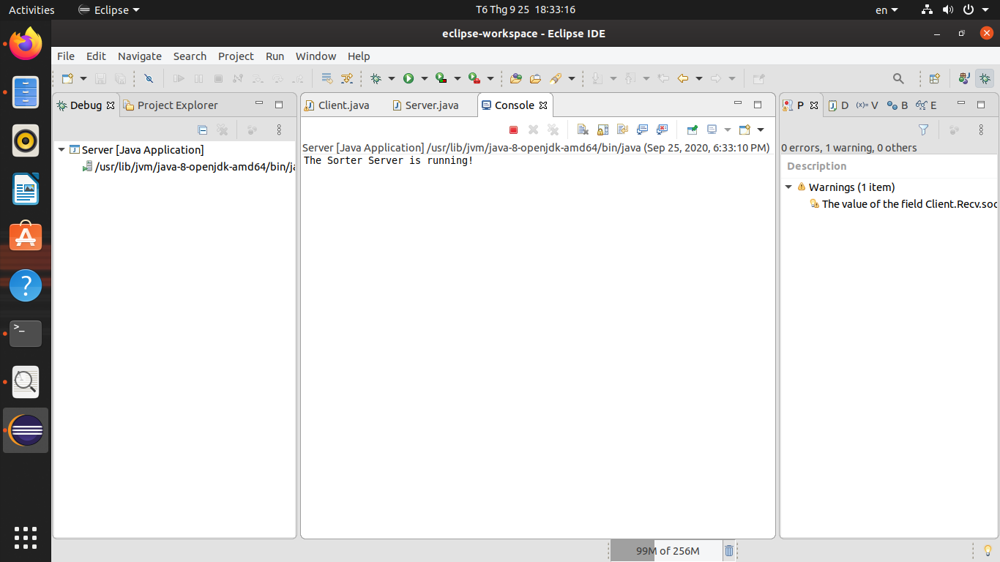 Activities Eclipse T6 Thg 9 25 18:33:16 en
eclipse-workspace - Eclipse IDE
File Edit Navigate Search Project Run Window Help
Debug Project Explorer
Server [Java Application]
/usr/lib/jvm/java-8-openjdk-amd64/bin/ja
Client.java Server.java Console
Server [Java Application] /usr/lib/jvm/java-8-openjdk-amd64/bin/java (Sep 25, 2020, 6:33:10 PM)
The Sorter Server is running!
P D (x)= V B E
0 errors, 1 warning, 0 others
Description
Warnings (1 item)
The value of the field Client.Recv.soc
99M of 256M